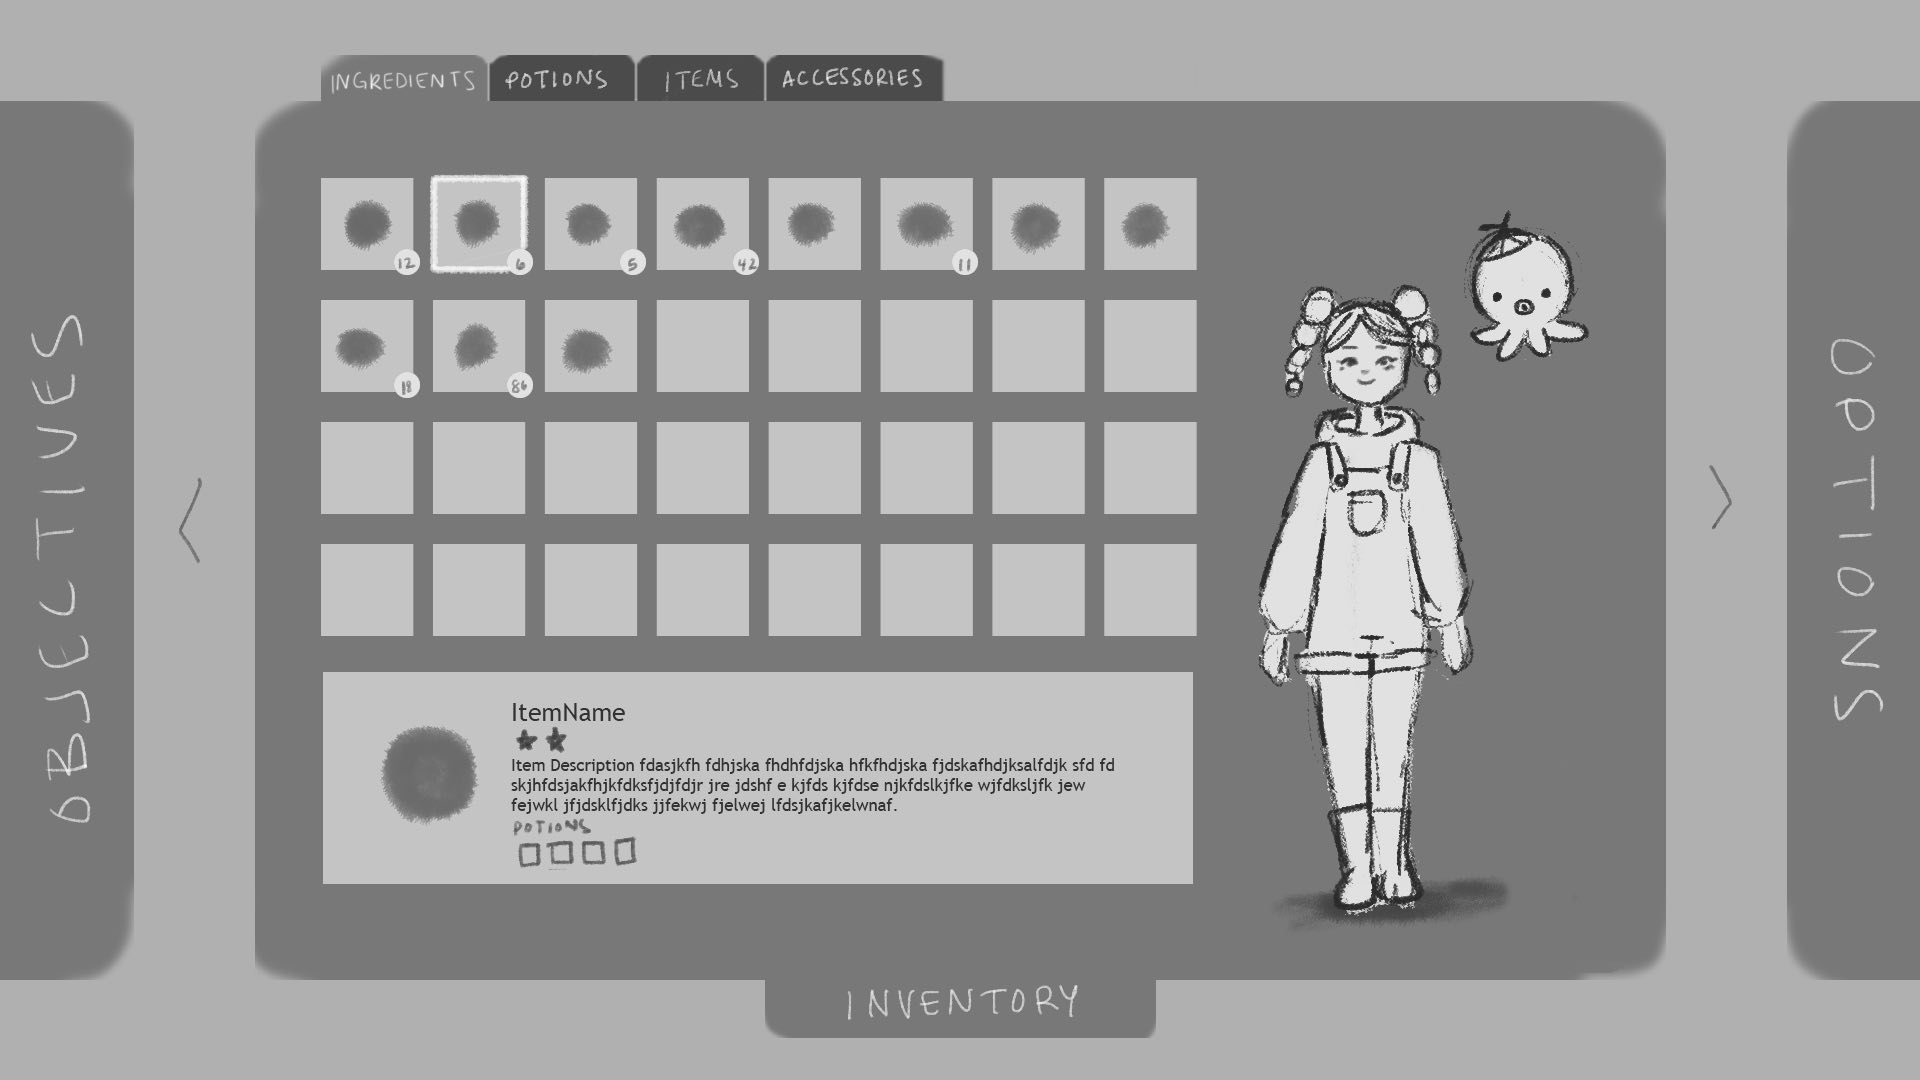 INGREDIENTS
POTIONS
ITEMS
ACCESSORIES
OBJECTIVES
12
6
5
42
11
18
86
ItemName
Item Description fdasjkfh fdhjska fhdhfdjska hfkfhdjska fjdskafhdjksalfdjk sfd fd
skjhfdsjakfhjkfdksfjdjfdjr jre jdshf e kjfds kjfdse njkfdslkjfke wjfdksljfk jew
fejwkl jfjdsklfjdks jjfekwj fjelwej lfdsjkafjkelwnaf.
POTIONS
OPTIONS
INVENTORY